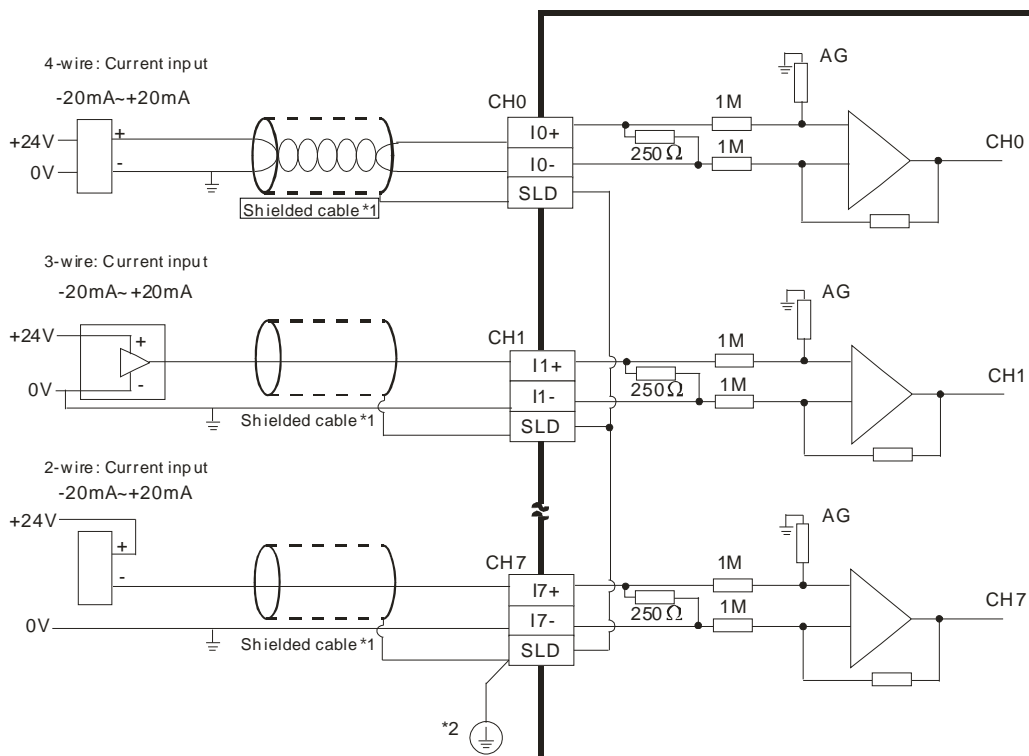 4-wire: Current input
-20mA~+20mA
+24V
0V
+
-
Shielded cable *1
CH0
I0+
I0-
SLD
250 Ω
1M
1M
AG
CH0
3-wire: Current input
-20mA~+20mA
+24V
0V
+
-
Shielded cable *1
CH1
I1+
I1-
SLD
250 Ω
1M
1M
AG
CH1
2-wire: Current input
-20mA~+20mA
+24V
+
-
0V
Shielded cable *1
CH7
I7+
I7-
SLD
*2
250 Ω
1M
1M
AG
CH7